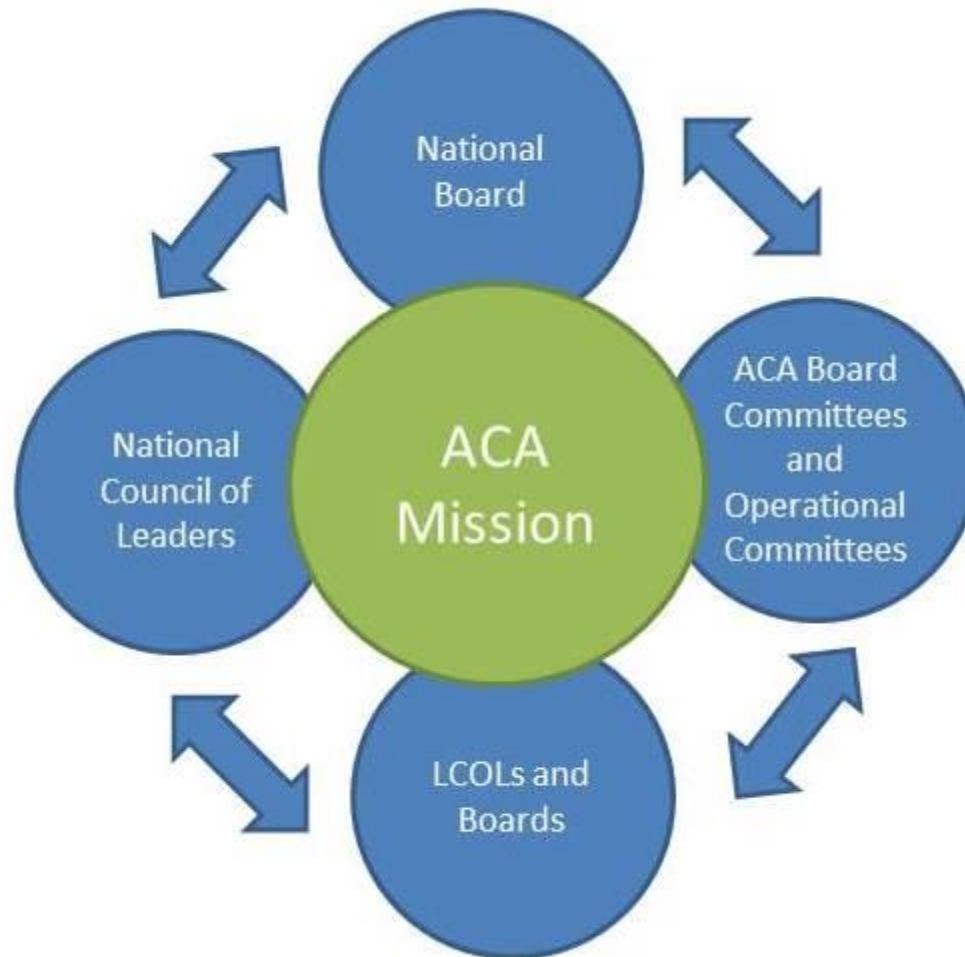 National
Board
ACA Board
Committees
and
Operational
Committees
ACA
Mission
National
Council of
Leaders
LCOLs and
Boards